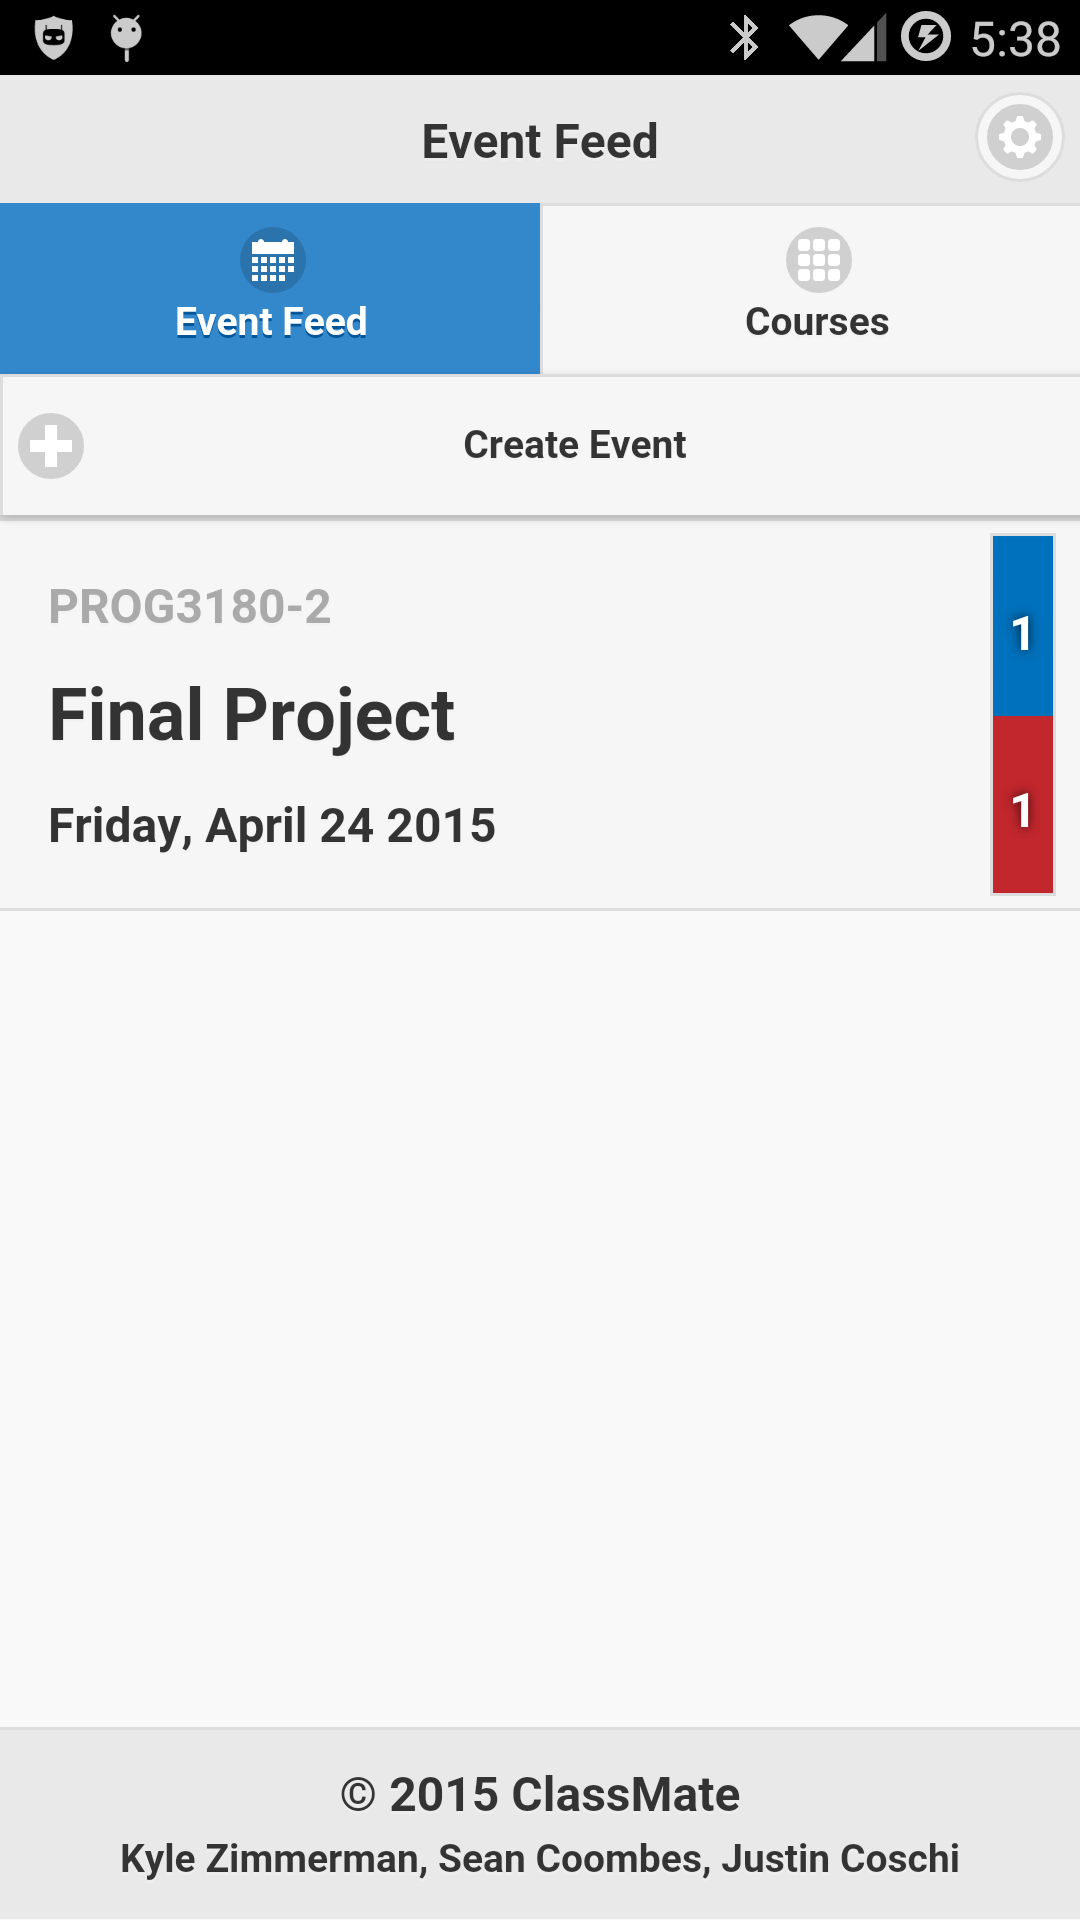 5:38
Event Feed
Event Feed
Courses
Create Event
PROG3180-2
1
Final Project
1
Friday, April 24 2015
© 2015 ClassMate
Kyle Zimmerman, Sean Coombes, Justin Coschi